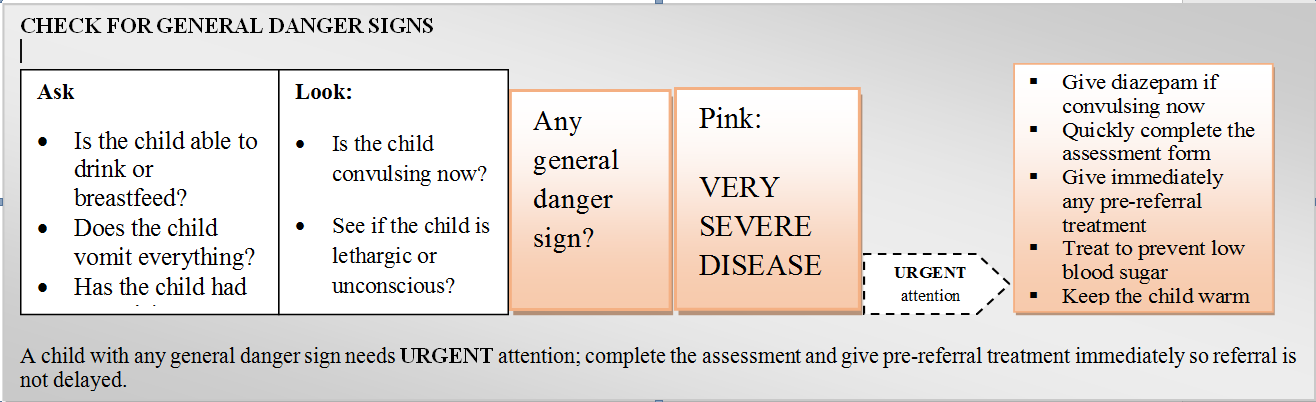 CHECK FOR GENERAL DANGER SIGNS
Ask
• Is the child able to
drink or
breastfeed?
• Does the child
vomit everything?
• Has the child had
Look:
• Is the child
convulsing now?
• See if the child is
lethargic or
unconscious?
Any
general
danger
sign?
Pink:
VERY
SEVERE
DISEASE
URGENT
attention
▪ Give diazepam if
convulsing now
▪ Quickly complete the
assessment form
▪ Give immediately
any pre-referral
treatment
▪ Treat to prevent low
blood sugar
▪ Keep the child warm
A child with any general danger sign needs URGENT attention; complete the assessment and give pre-referral treatment immediately so referral is
not delayed.